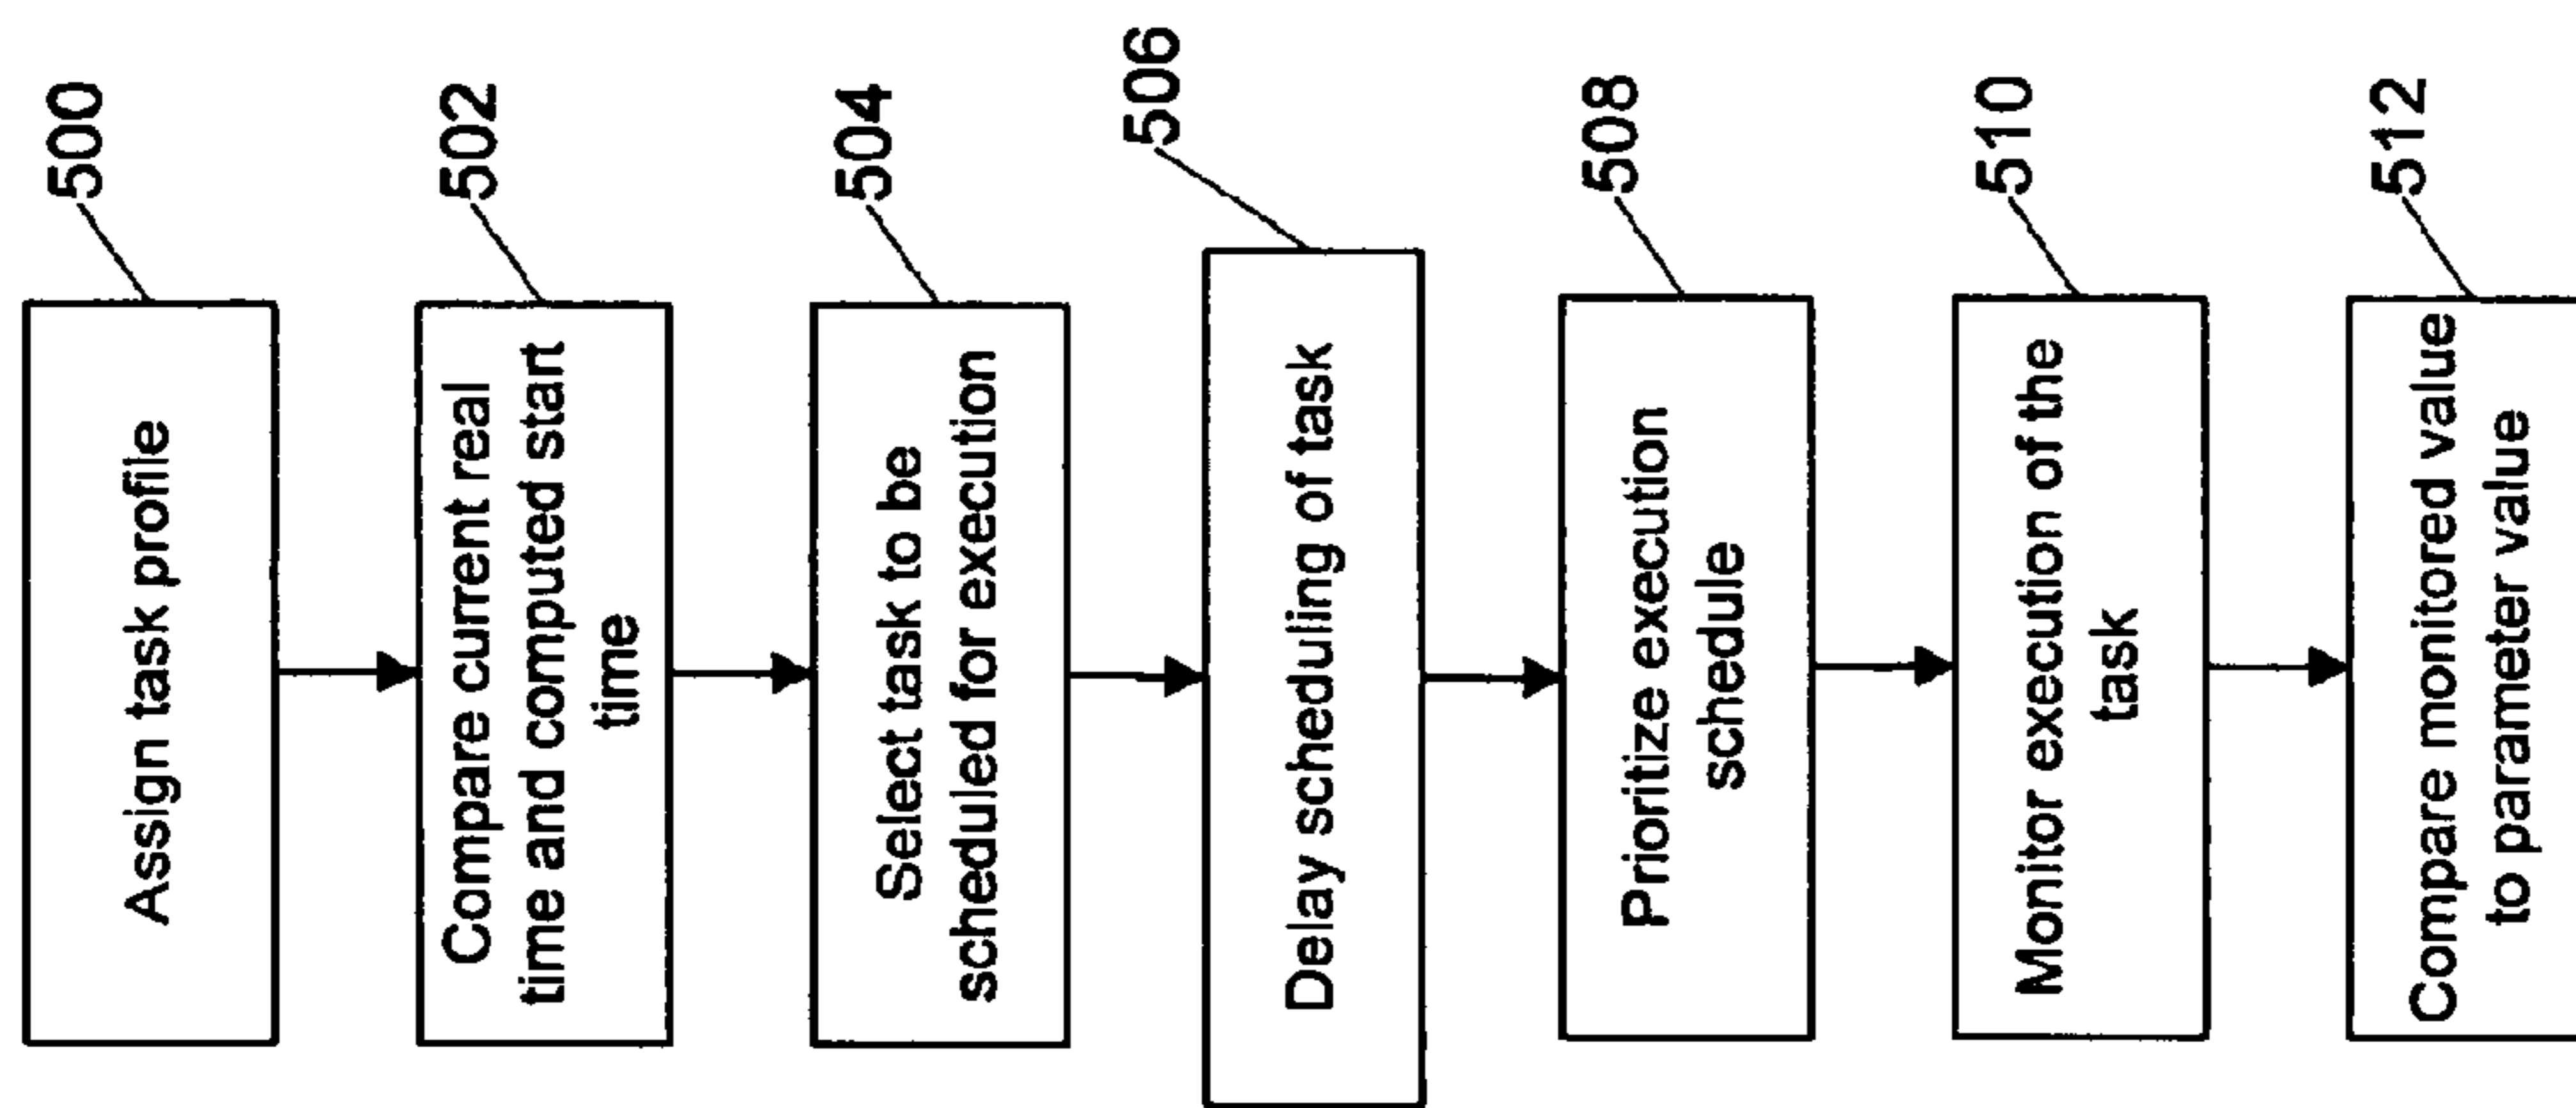 500
Assign task profile
502
Compare current real
time and computed start
time
504
Select task to be
scheduled for execution
506
Delay scheduling of task
508
Prioritize execution
schedule
510
Monitor execution of the
task
512
Compare monitored value
to parameter value